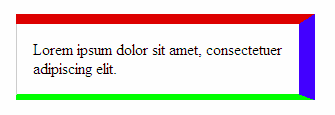 Lorem ipsum dolor sit amet, consectetuer
adipiscing elit.